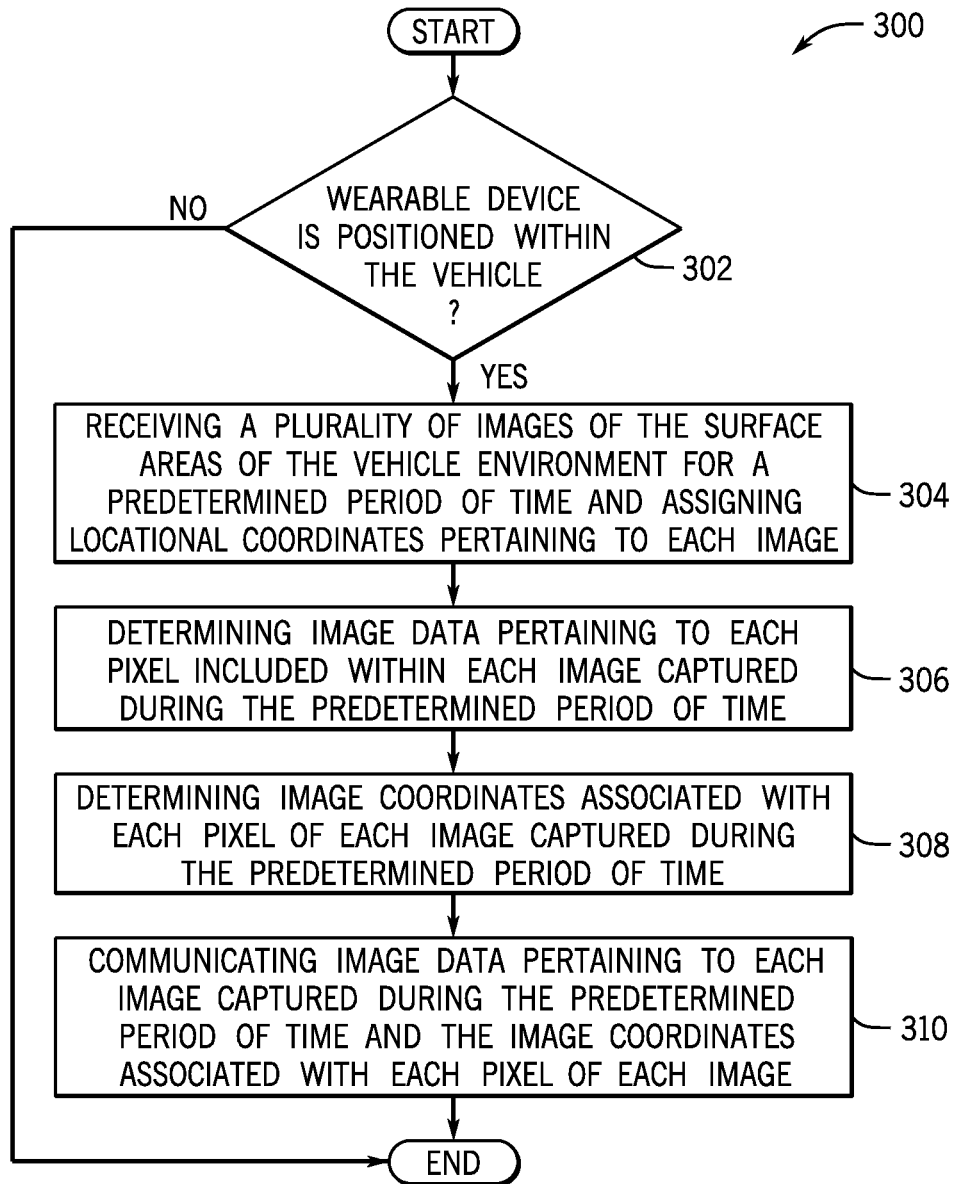 START
300
WEARABLE DEVICE
IS POSITIONED WITHIN
THE VEHICLE
?
302
NO
YES
RECEIVING A PLURALITY OF IMAGES OF THE SURFACE
AREAS OF THE VEHICLE ENVIRONMENT FOR A
PREDETERMINED PERIOD OF TIME AND ASSIGNING
LOCATIONAL COORDINATES PERTAINING TO EACH IMAGE
304
DETERMINING IMAGE DATA PERTAINING TO EACH
PIXEL INCLUDED WITHIN EACH IMAGE CAPTURED
DURING THE PREDETERMINED PERIOD OF TIME
306
DETERMINING IMAGE COORDINATES ASSOCIATED WITH
EACH PIXEL OF EACH IMAGE CAPTURED DURING
THE PREDETERMINED PERIOD OF TIME
308
COMMUNICATING IMAGE DATA PERTAINING TO EACH
IMAGE CAPTURED DURING THE PREDETERMINED
PERIOD OF TIME AND THE IMAGE COORDINATES
ASSOCIATED WITH EACH PIXEL OF EACH IMAGE
310
END